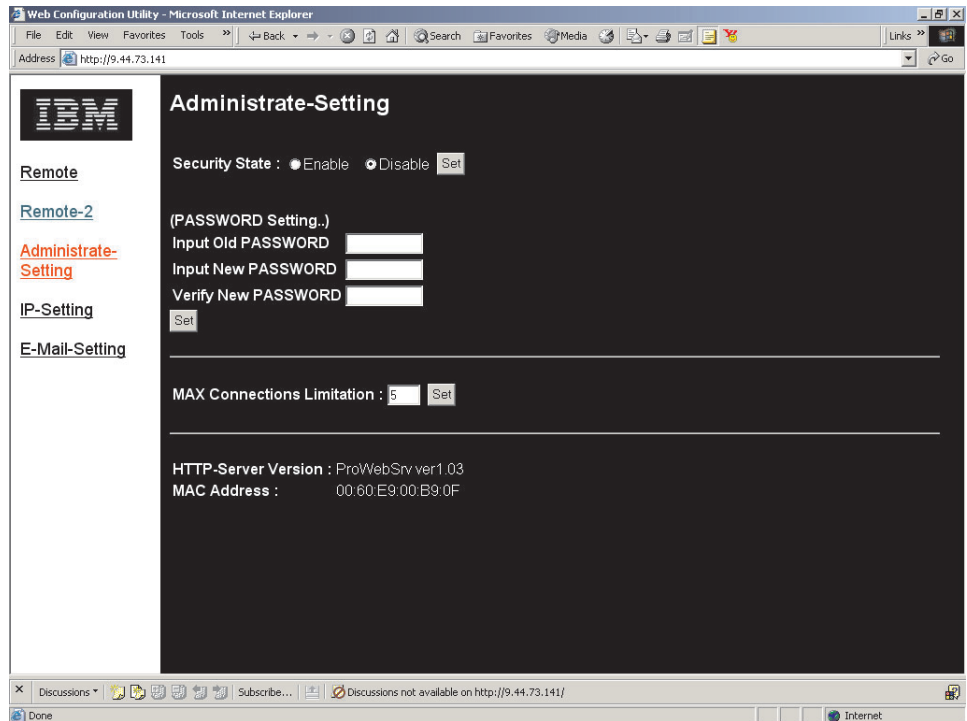 Web Configuration Utility - Microsoft Internet Explorer
File Edit View Favorites Tools » Back Search Favorites Media Links »
Address http://9.44.73.141 Go
IBM
Remote
Remote-2
Administrate-
Setting
IP-Setting
E-Mail-Setting
Administrate-Setting
Security State : Enable Disable Set
(PASSWORD Setting..)
Input Old PASSWORD
Input New PASSWORD
Verify New PASSWORD
Set
MAX Connections Limitation : 5 Set
HTTP-Server Version : ProWebSrv ver1.03
MAC Address : 00:60:E9:00:B9:0F
Discussions Subscribe... Discussions not available on http://9.44.73.141/
Done Internet